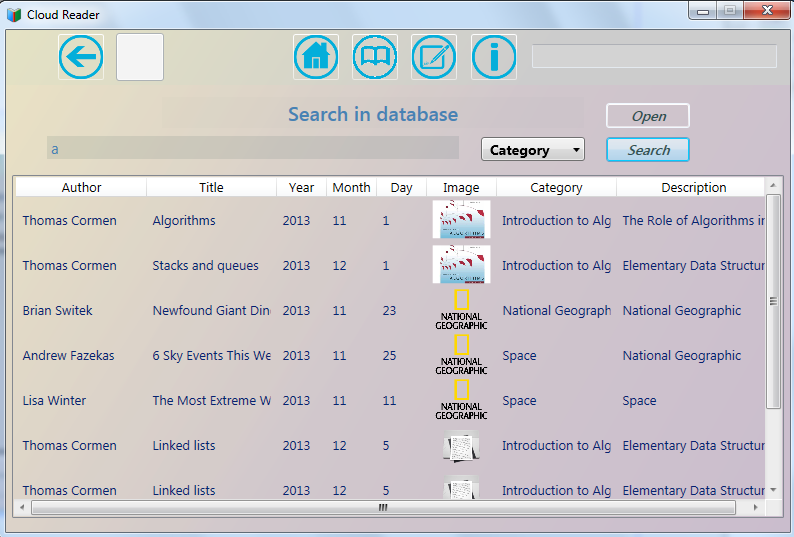 Cloud Reader
Search in database
Open
a
Category
Search
Author Title Year Month Day Image Category Description
Thomas Cormen Algorithms 2013 11 1 Introduction to Alg The Role of Algorithms in
Thomas Cormen Stacks and queues 2013 12 1 Introduction to Alg Elementary Data Structur
Brian Switek Newfound Giant Din 2013 11 23 NATIONAL GEOGRAPHIC National Geograph National Geographic
Andrew Fazekas 6 Sky Events This We 2013 11 25 NATIONAL GEOGRAPHIC Space National Geographic
Lisa Winter The Most Extreme W 2013 11 11 NATIONAL GEOGRAPHIC Space Space
Thomas Cormen Linked lists 2013 12 5 Introduction to Alg Elementary Data Structur
Thomas Cormen Linked lists 2013 12 5 Introduction to Alg Elementary Data Structur